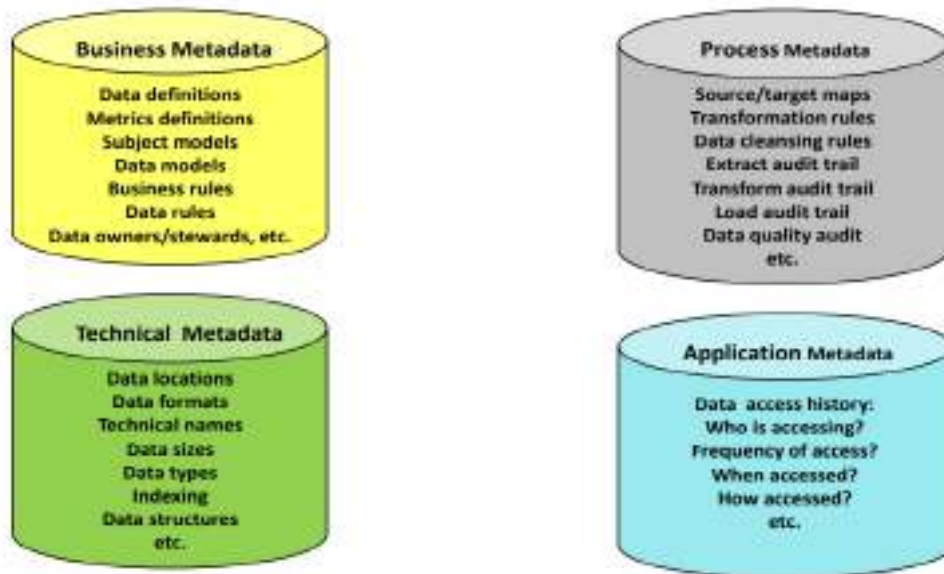 Business Metadata
Data definitions
Metrics definitions
Subject models
Data models
Business rules
Data rules
Data owners/stewards, etc.
Process Metadata
Source/target maps
Transformation rules
Data cleansing rules
Extract audit trail
Transform audit trail
Load audit trail
Data quality audit
etc.
Technical Metadata
Data locations
Data formats
Technical names
Data sizes
Data types
Indexing
Data structures
etc.
Application Metadata
Data access history:
Who is accessing?
Frequency of access?
When accessed?
How accessed?
etc.